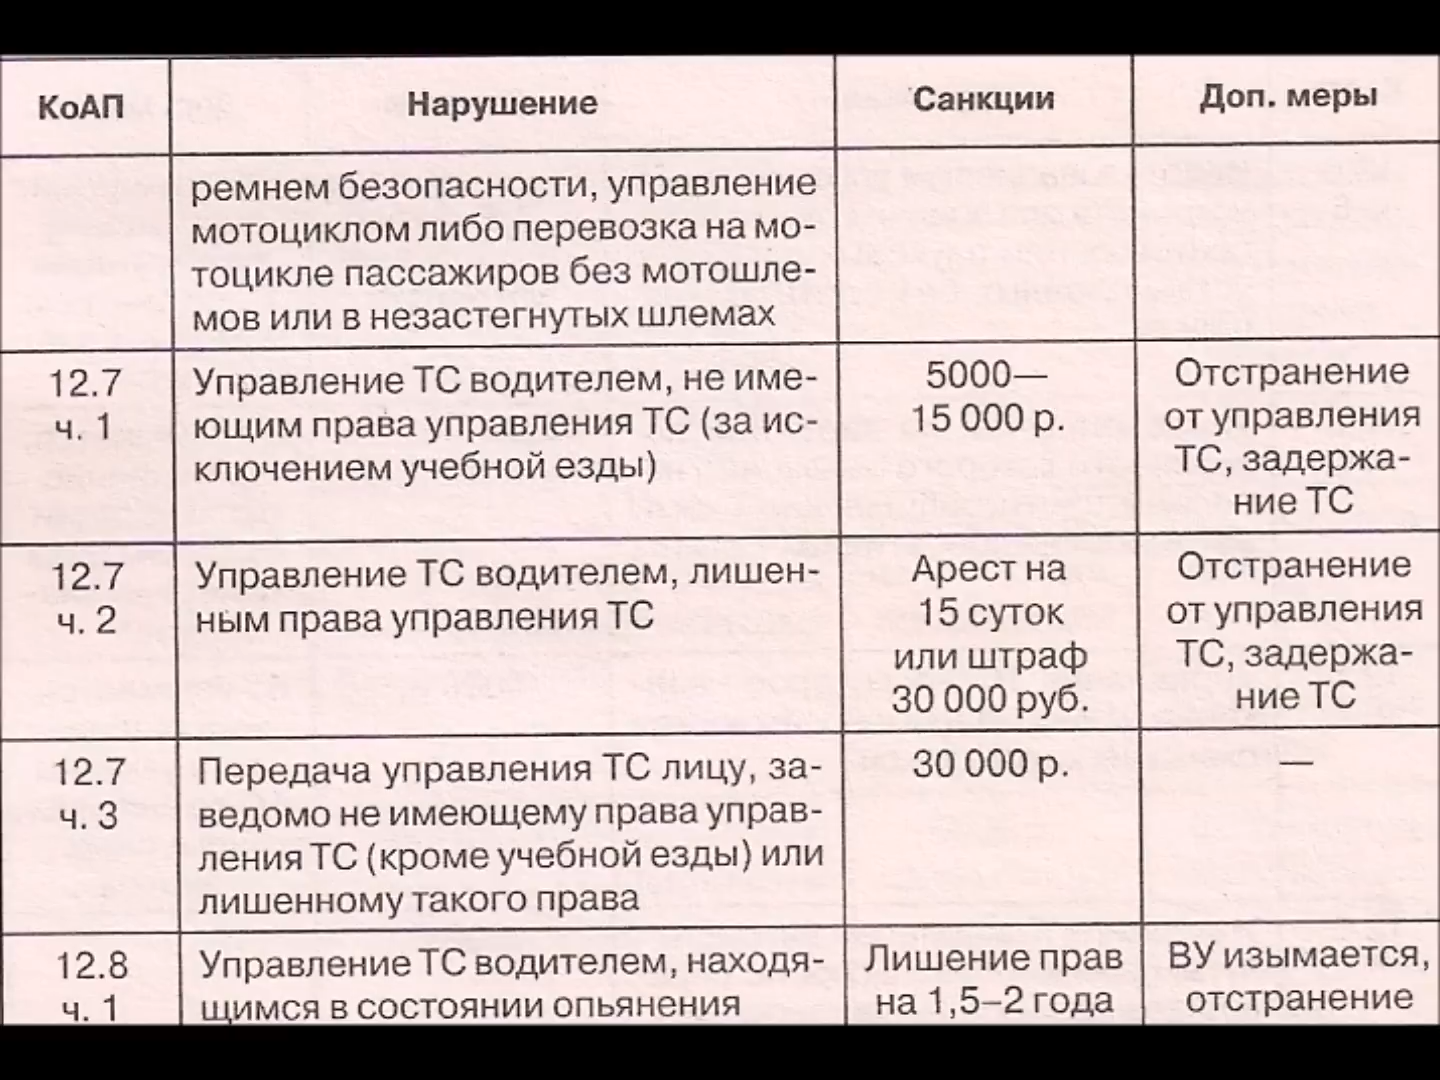 КоАП
Нарушение
Санкции
Доп. меры
ремнем безопасности, управление
мотоциклом либо перевозка на мо-
тоцикле пассажиров без мотошле-
мов или в незастегнутых шлемах
12.7
ч. 1
Управление ТС водителем, не име-
ющим права управления ТС (за ис-
ключением учебной езды)
5000—
15 000 р.
Отстранение
от управления
ТС, задержа-
ние ТС
12.7
ч. 2
Управление ТС водителем, лишен-
ным права управления ТС
Арест на
15 суток
или штраф
30 000 руб.
Отстранение
от управления
ТС, задержа-
ние ТС
12.7
ч. 3
Передача управления ТС лицу, за-
ведомо не имеющему права управ-
ления ТС (кроме учебной езды) или
лишенному такого права
30 000 р.
—
12.8
ч. 1
Управление ТС водителем, находя-
щимся в состоянии опьянения
Лишение прав
на 1,5–2 года
ВУ изымается,
отстранение